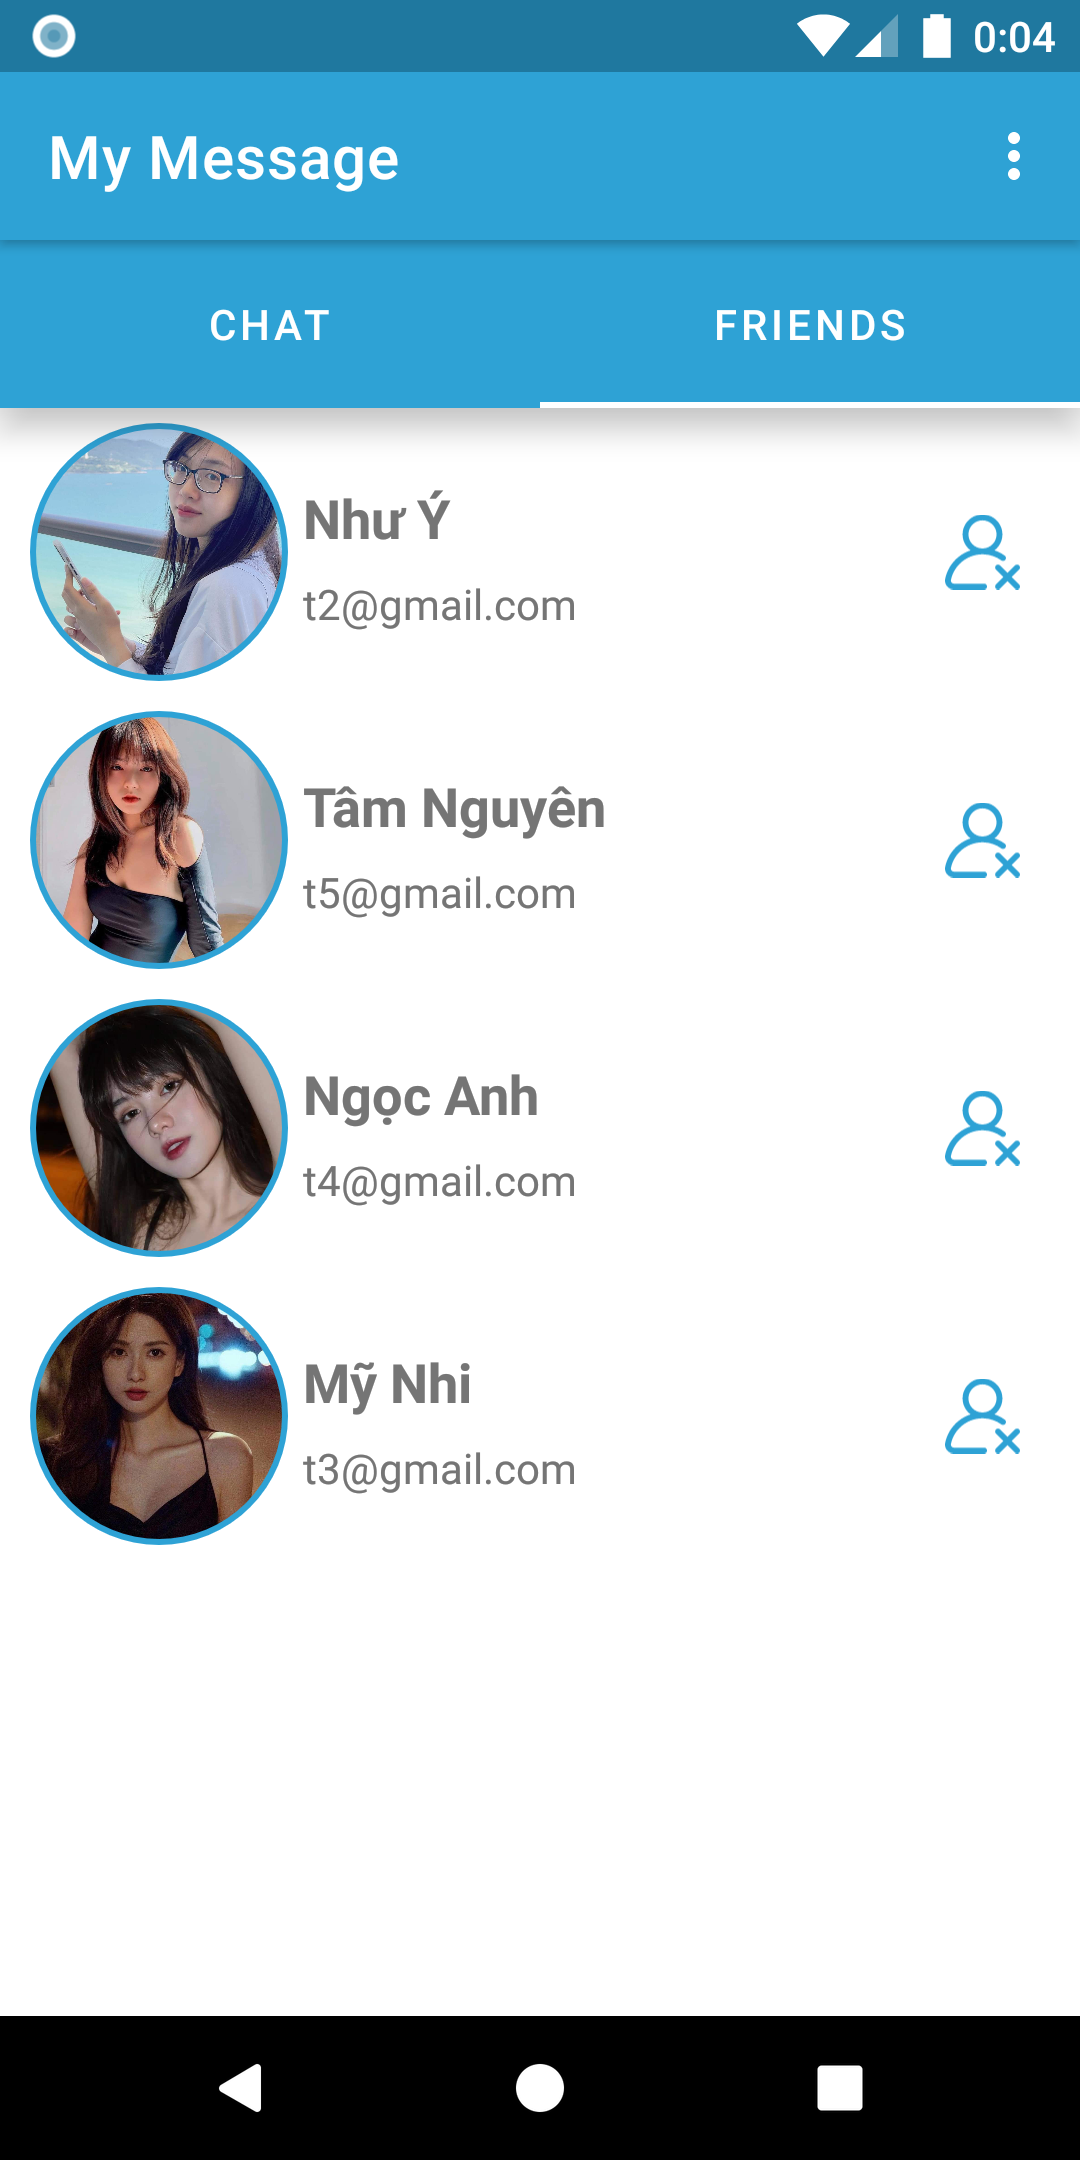 0:04
My Message
CHAT
FRIENDS
Như Ý
t2@gmail.com
Tâm Nguyên
t5@gmail.com
Ngọc Anh
t4@gmail.com
Mỹ Nhi
t3@gmail.com